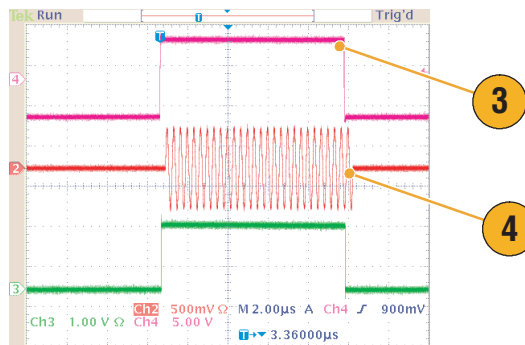 Tek Run Trig'd
T
T
4
3
2
4
3
Ch2 500mV Ω M 2.00µs A Ch4 ʃ 900mV
Ch3 1.00 V Ω Ch4 5.00 V
T→▼ 3.36000µs